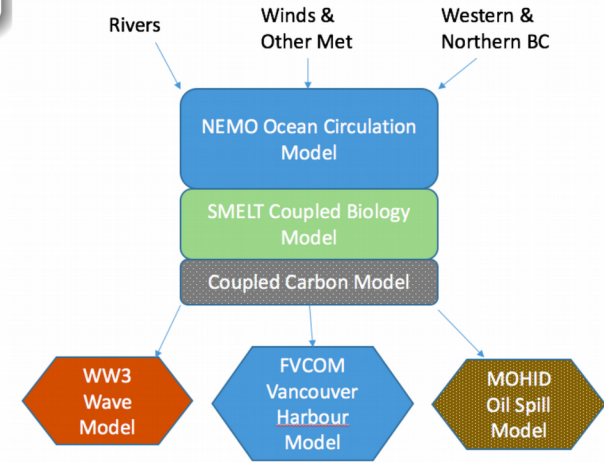 Rivers
Winds &
Other Met
Western &
Northern BC
NEMO Ocean Circulation
Model
SMELT Coupled Biology
Model
Coupled Carbon Model
WW3
Wave
Model
FVCOM
Vancouver
Harbour
Model
MOHID
Oil Spill
Model